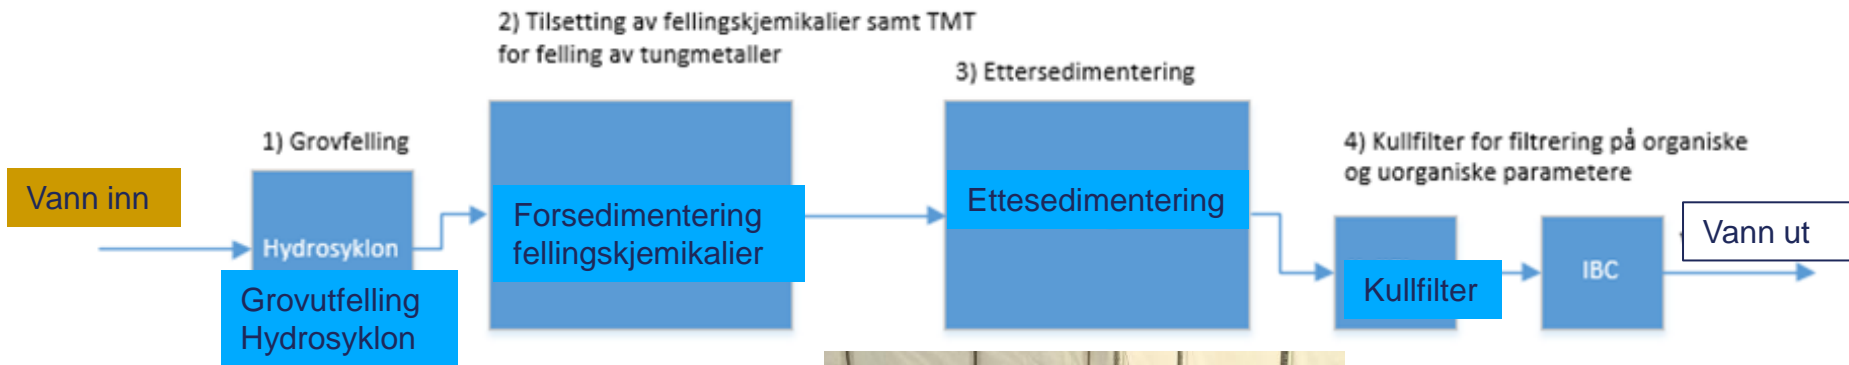 2) Tilsetting av fellingskjemikalier samt TMT
for felling av tungmetaller
3) Ettersedimentering
1) Grovfelling
4) Kullfilter for filtrering på organiske
og uorganiske parametere
Vann inn
Hydrosyklon
Grovutfelling
Hydrosyklon
Forsedimentering
fellingskjemikalier
Ettesedimentering
Kullfilter
IBC
Vann ut